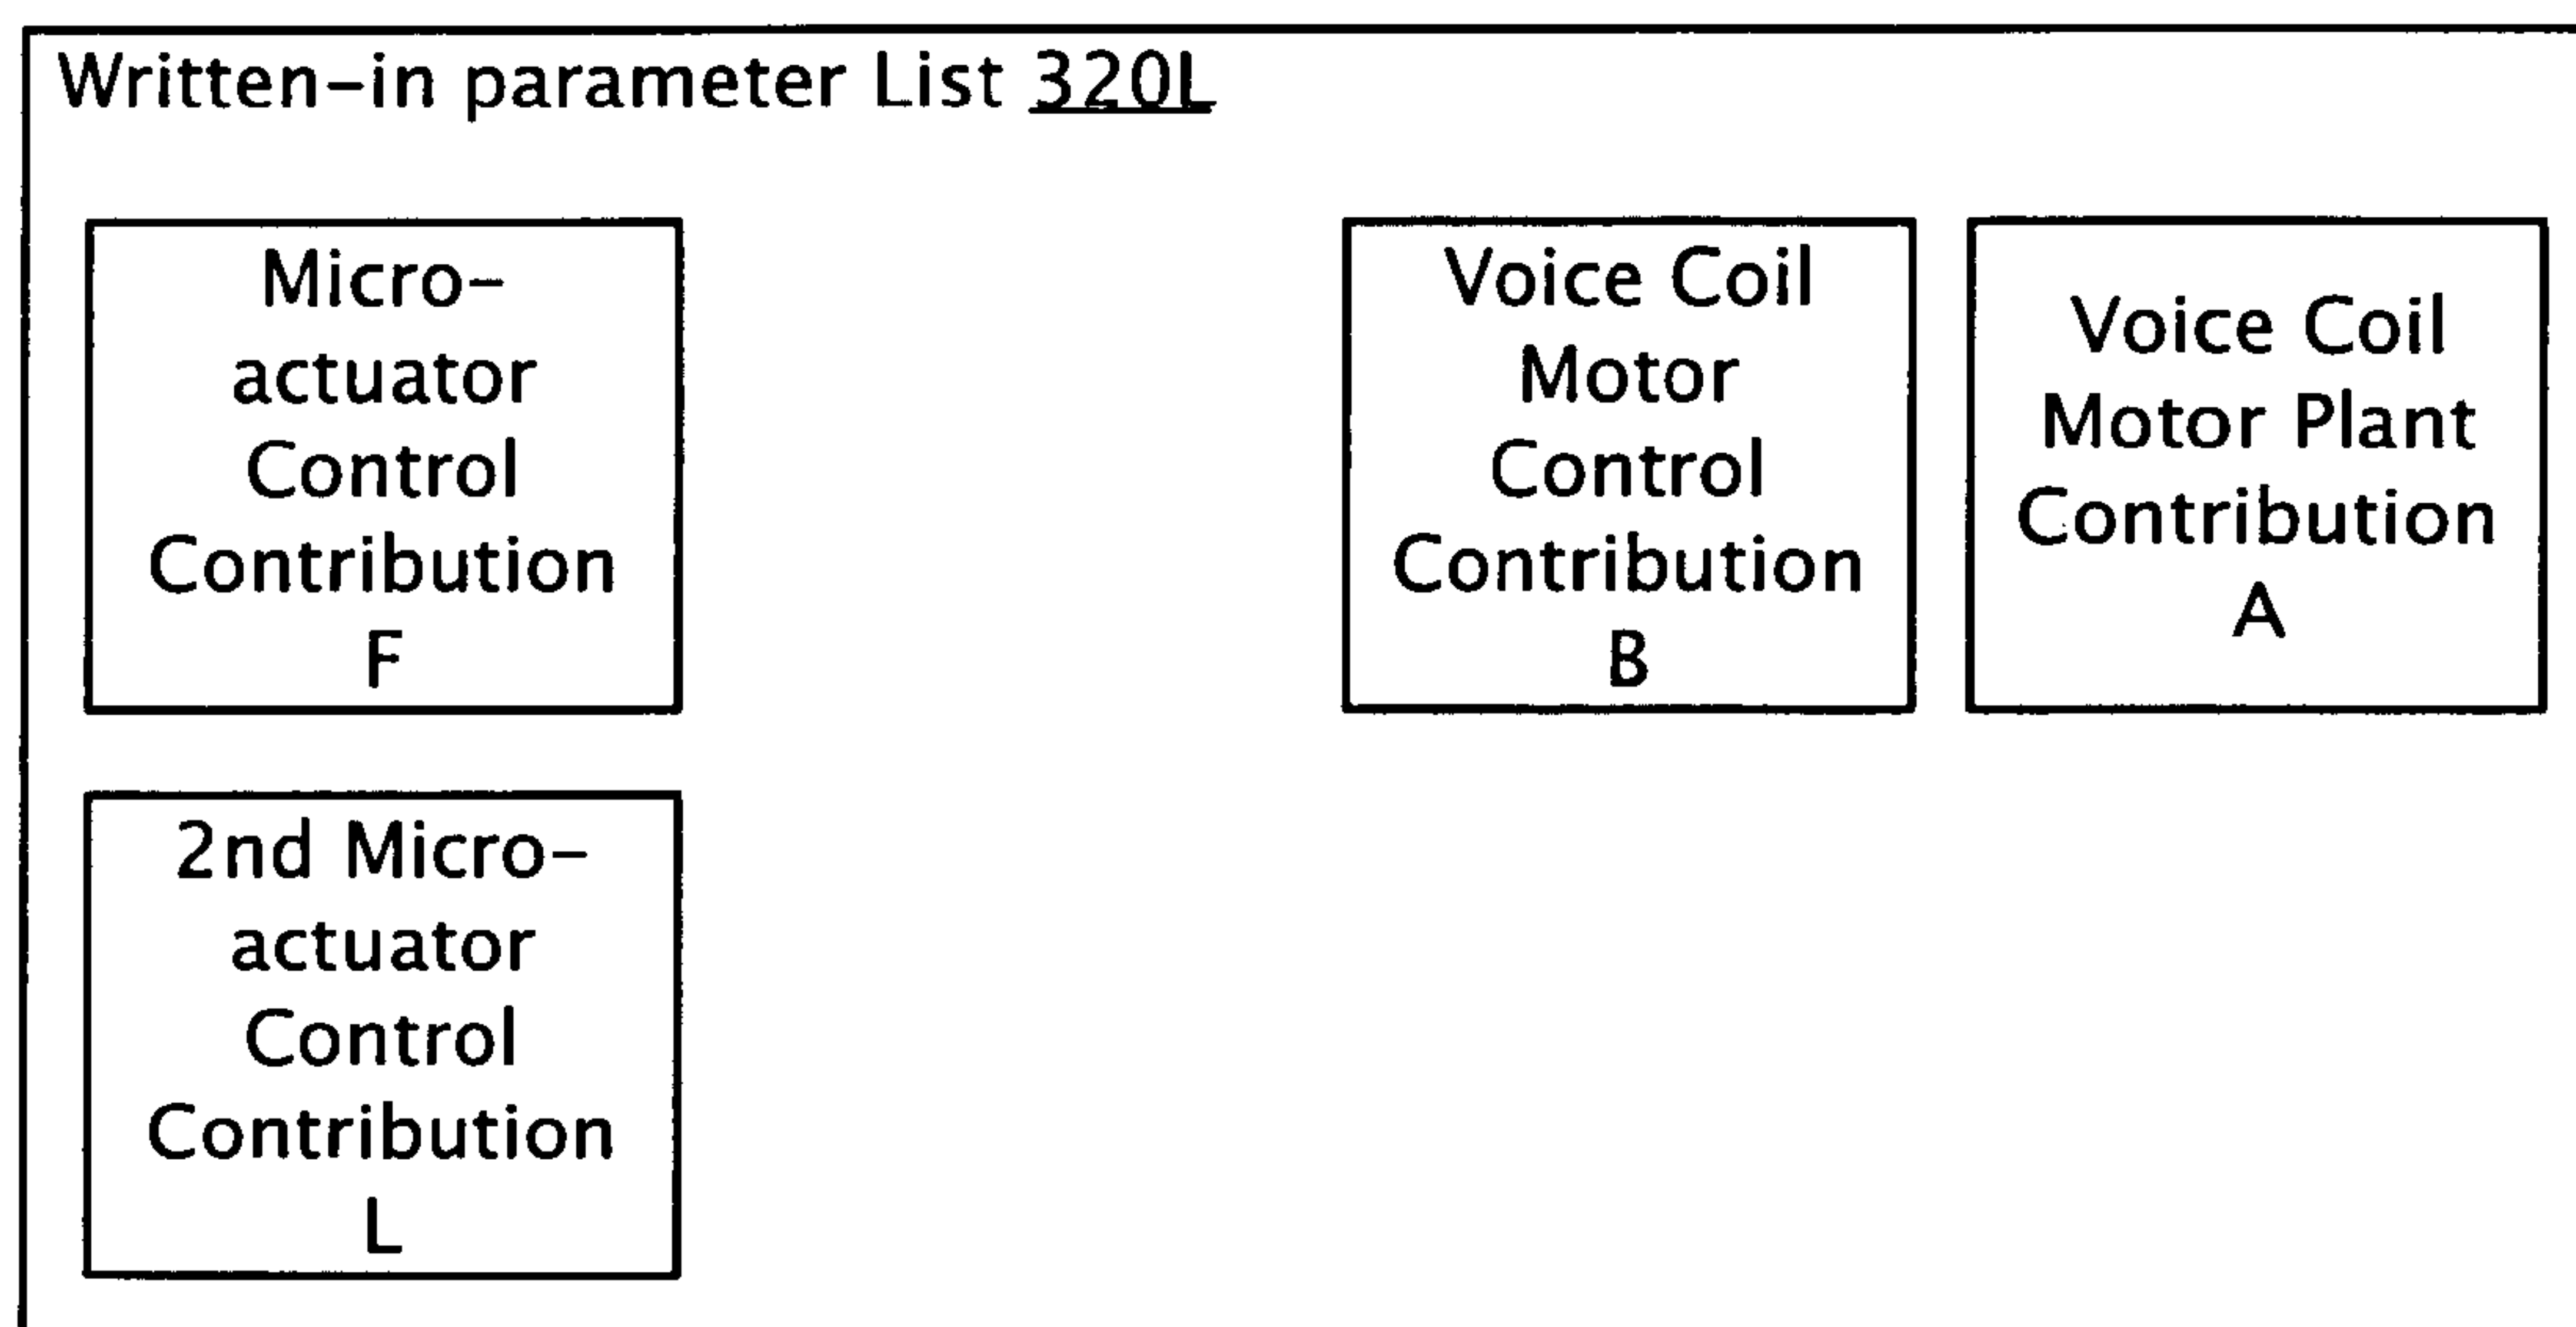 Written-in parameter List 320L
Micro-
actuator
Control
Contribution
F
Voice Coil
Motor
Control
Contribution
B
Voice Coil
Motor Plant
Contribution
A
2nd Micro-
actuator
Control
Contribution
L